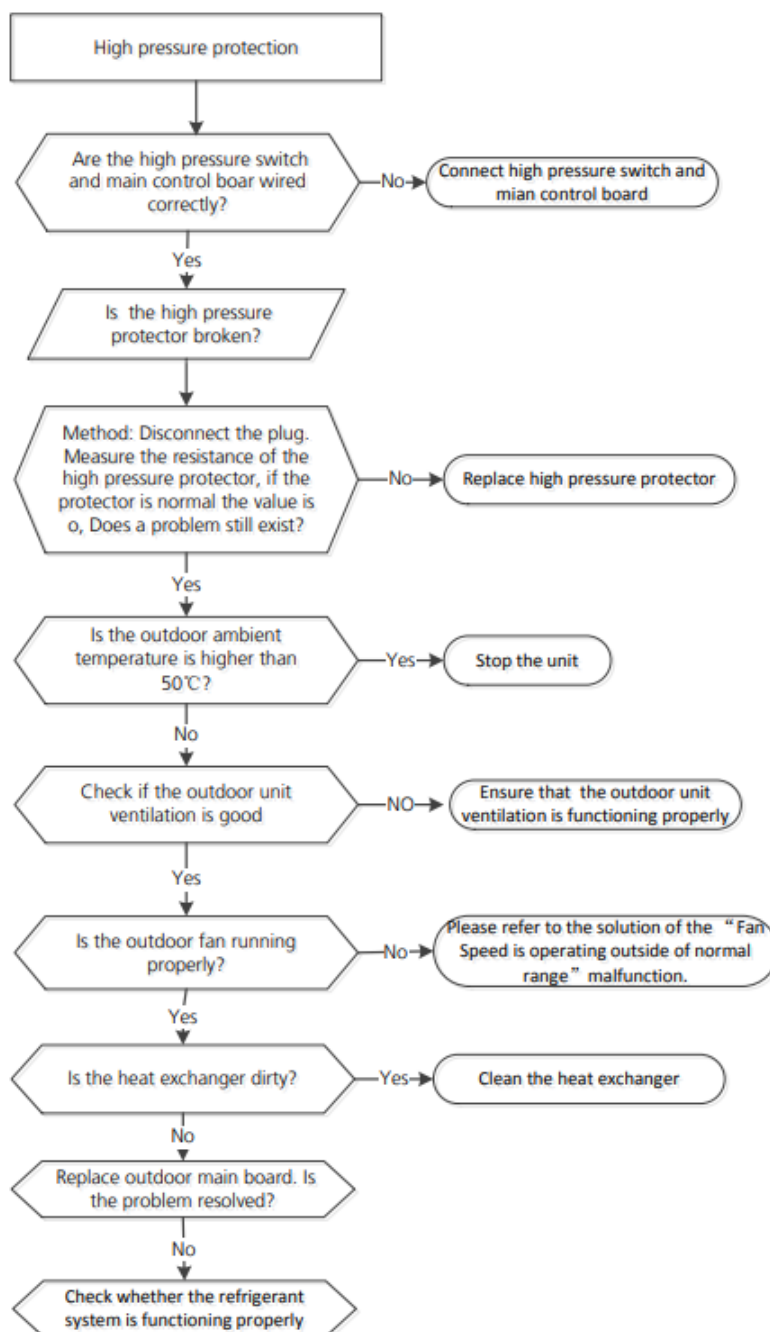 High pressure protection
Are the high pressure switch
and main control boar wired
correctly?
No
Connect high pressure switch and
mian control board
Yes
Is the high pressure
protector broken?
Method: Disconnect the plug.
Measure the resistance of the
high pressure protector, if the
protector is normal the value is
o, Does a problem still exist?
No
Replace high pressure protector
Yes
Is the outdoor ambient
temperature is higher than
50℃?
Yes
Stop the unit
No
Check if the outdoor unit
ventilation is good
NO
Ensure that the outdoor unit
ventilation is functioning properly
Yes
Is the outdoor fan running
properly?
No
Please refer to the solution of the “Fan
Speed is operating outside of normal
range” malfunction.
Yes
Is the heat exchanger dirty?
Yes
Clean the heat exchanger
No
Replace outdoor main board. Is
the problem resolved?
No
Check whether the refrigerant
system is functioning properly